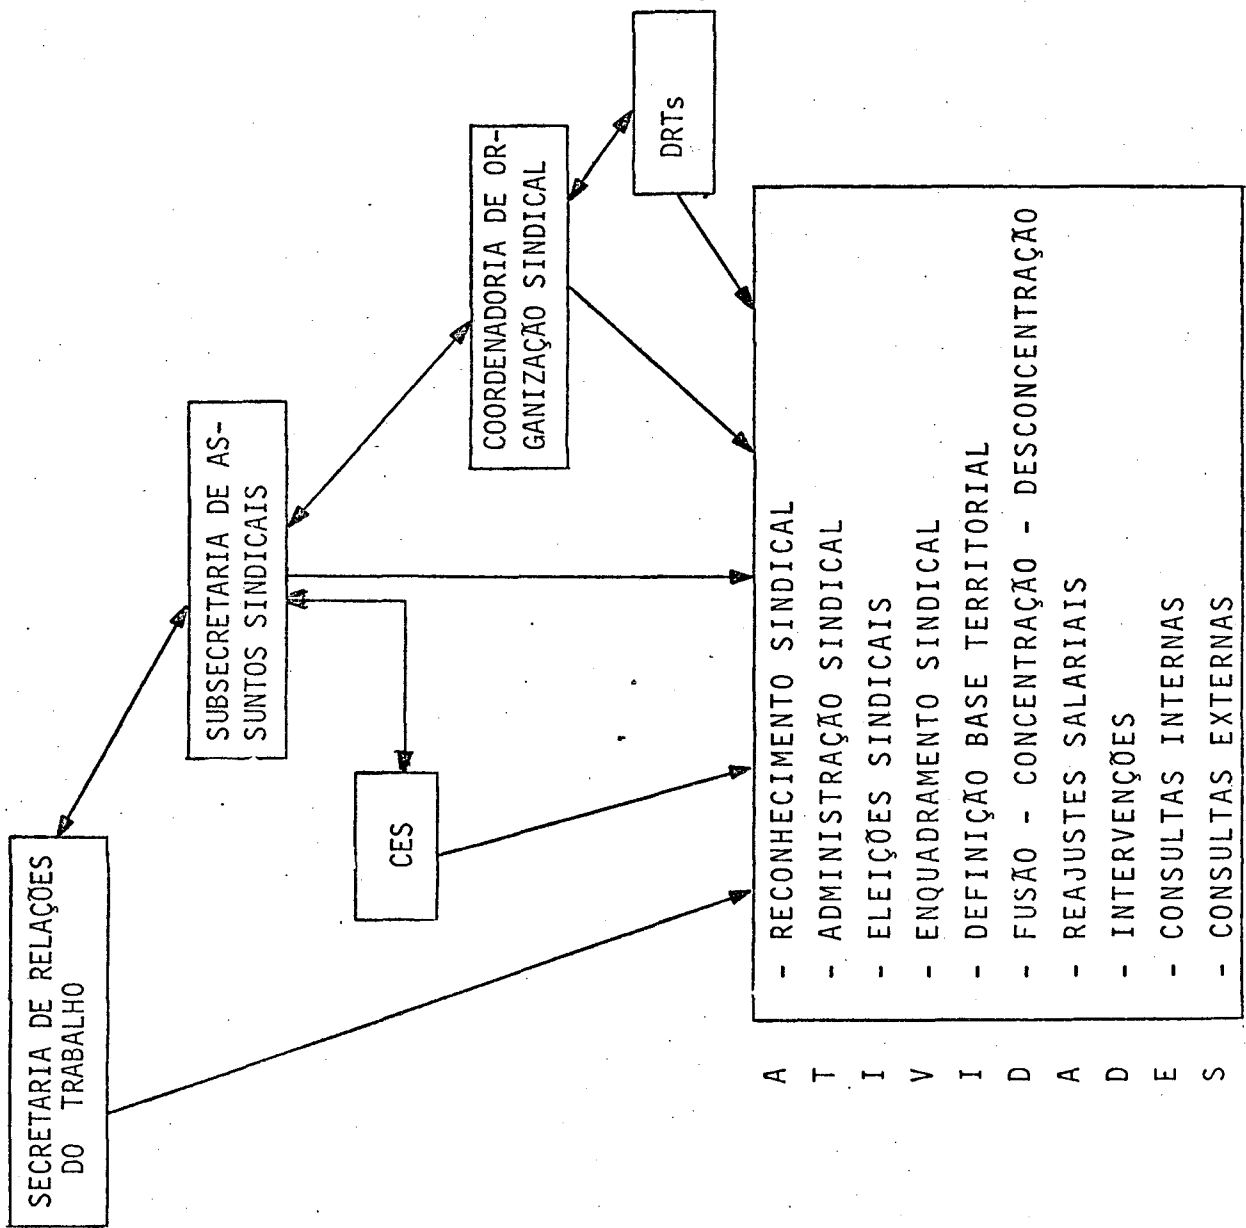 SECRETARIA DE RELAÇÕES
DO TRABALHO
SUBSECRETARIA DE AS-
SUNTOS SINDICAIS
CES
COORDENADORIA DE OR-
GANIZAÇÃO SINDICAL
DRTs
A T I V I D A D E S
- RECONHECIMENTO SINDICAL
- ADMINISTRAÇÃO SINDICAL
- ELEIÇÕES SINDICAIS
- ENQUADRAMENTO SINDICAL
- DEFINIÇÃO BASE TERRITORIAL
- FUSÃO - CONCENTRAÇÃO - DESCONCENTRAÇÃO
- REAJUSTES SALARIAIS
- INTERVENÇÕES
- CONSULTAS INTERNAS
- CONSULTAS EXTERNAS